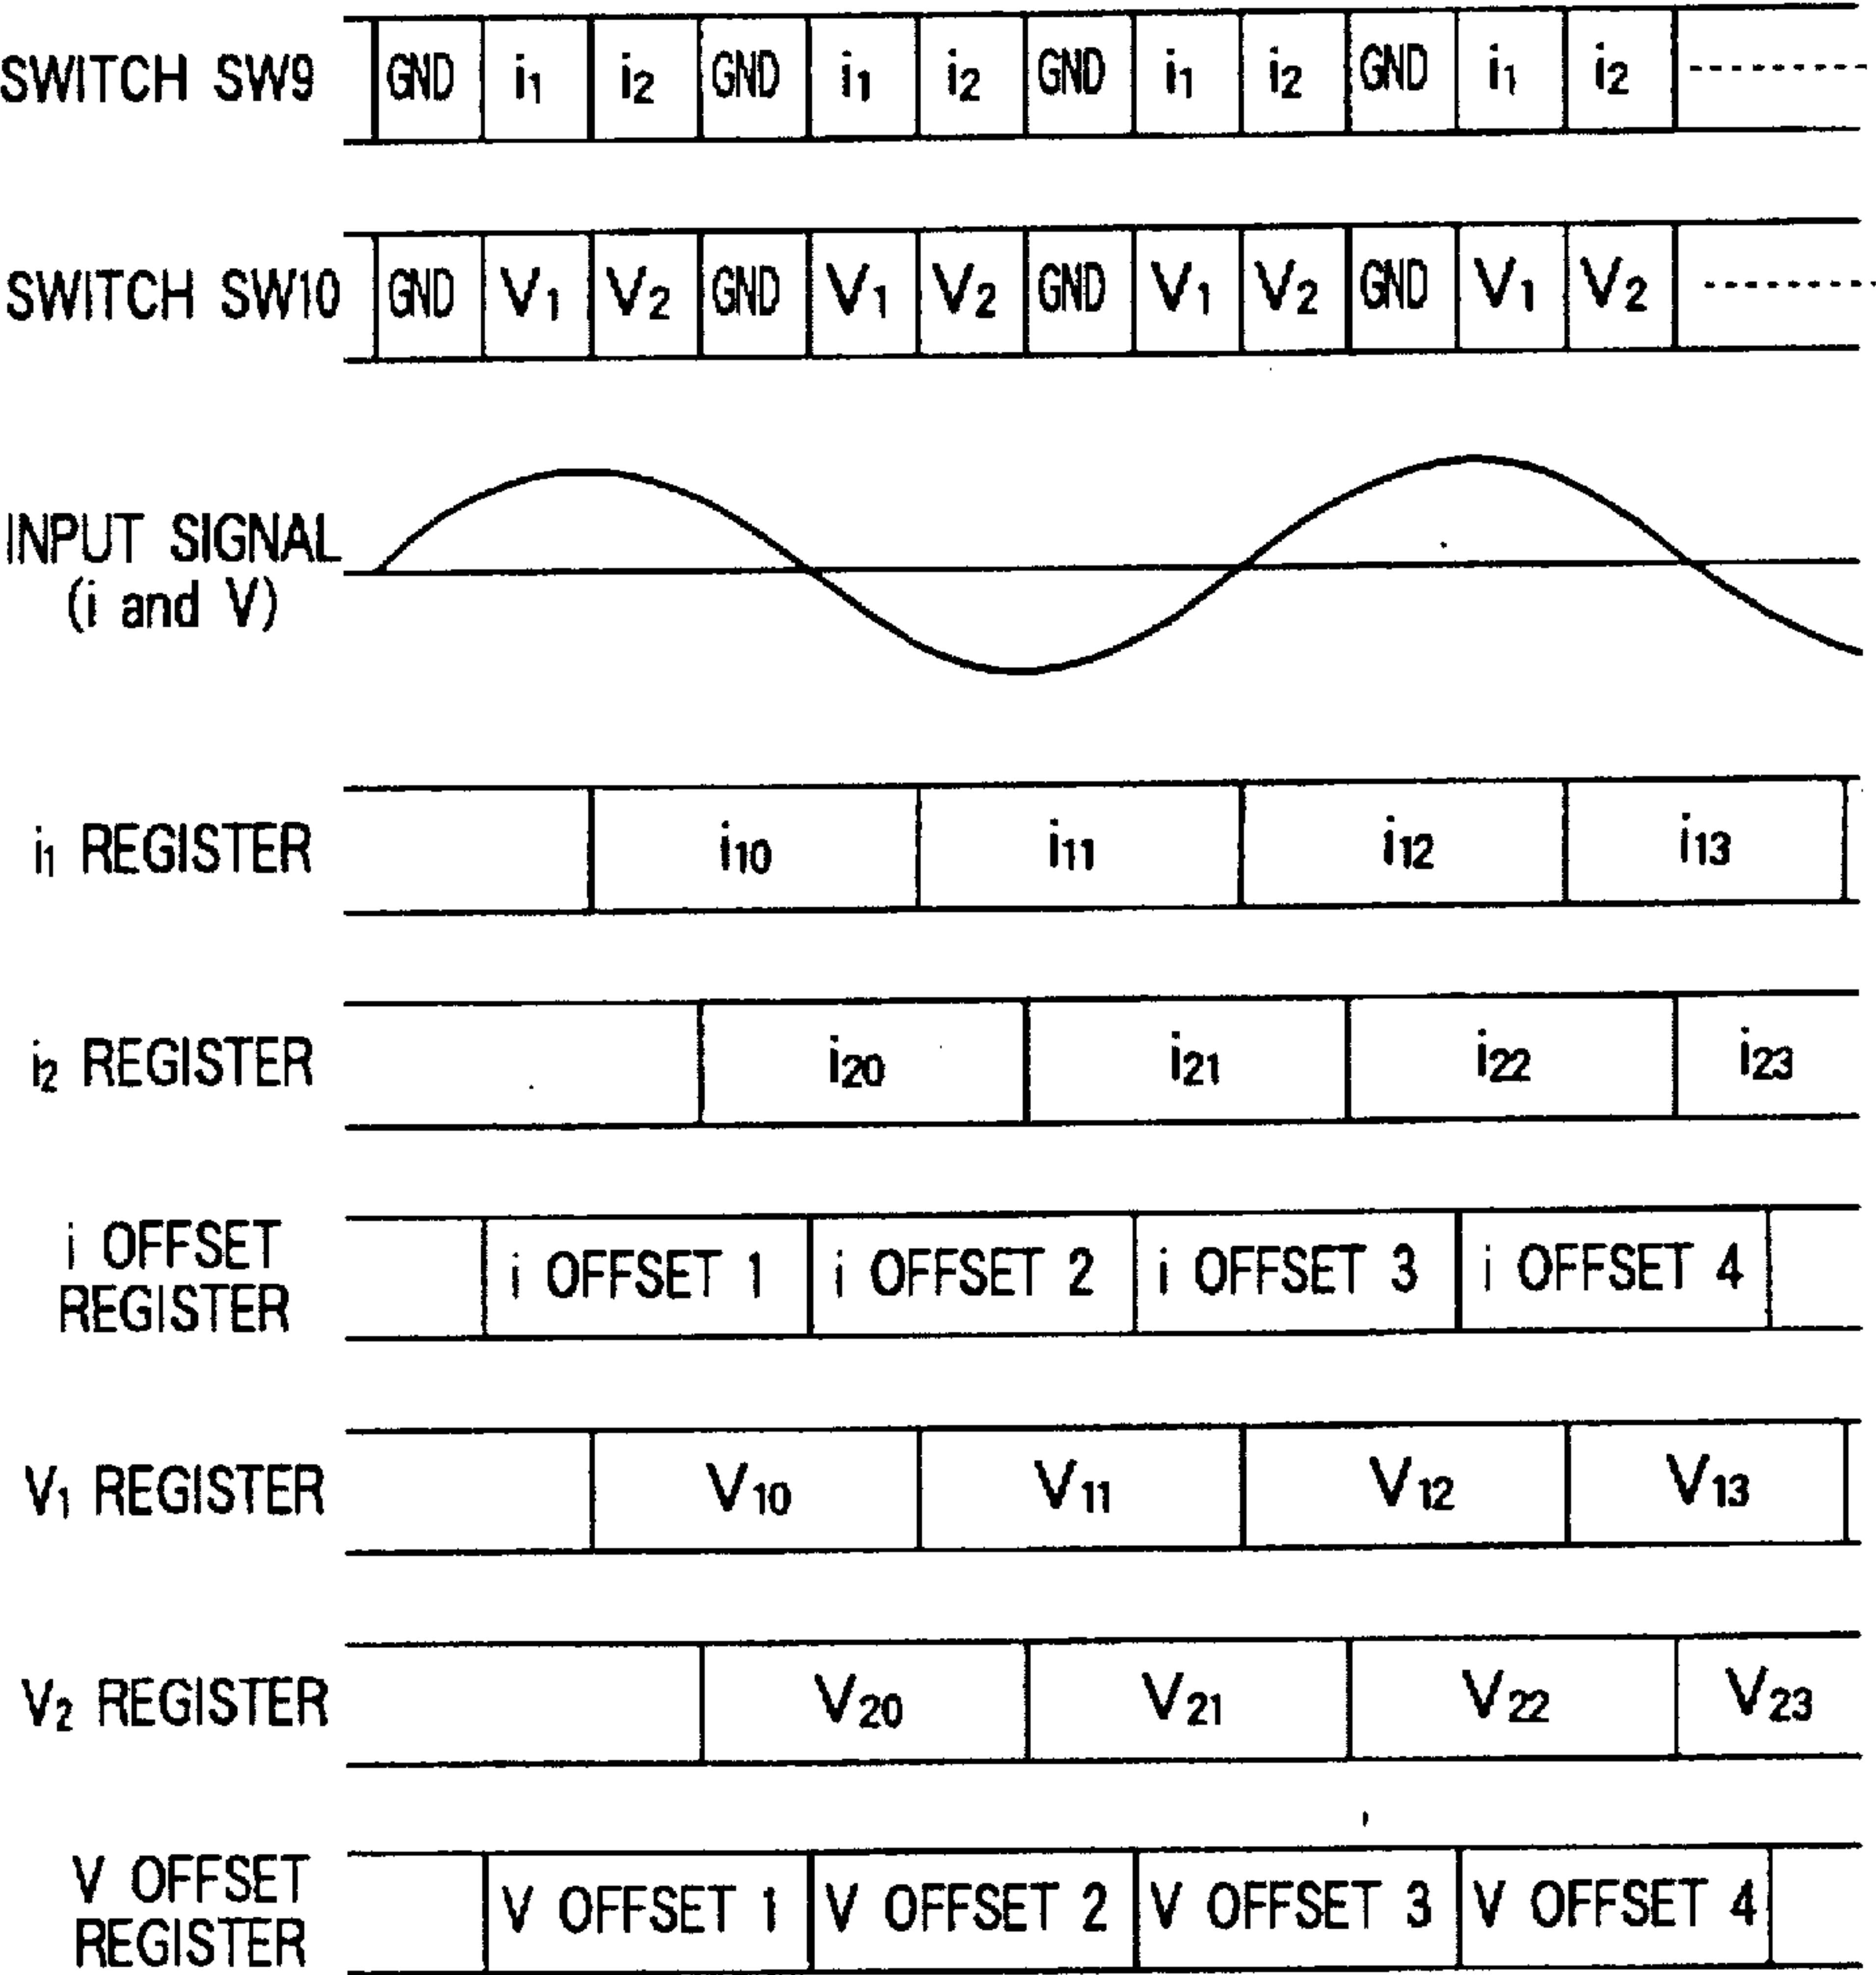 SWITCH SW9 GND i1 i2 GND i1 i2 GND i1 i2 GND i1 i2
SWITCH SW10 GND V1 V2 GND V1 V2 GND V1 V2 GND V1 V2
INPUT SIGNAL
(i and V)
i1 REGISTER i10 i11 i12 i13
i2 REGISTER i20 i21 i22 i23
i OFFSET
REGISTER
i OFFSET 1 i OFFSET 2 i OFFSET 3 i OFFSET 4
V1 REGISTER V10 V11 V12 V13
V2 REGISTER V20 V21 V22 V23
V OFFSET
REGISTER
V OFFSET 1 V OFFSET 2 V OFFSET 3 V OFFSET 4